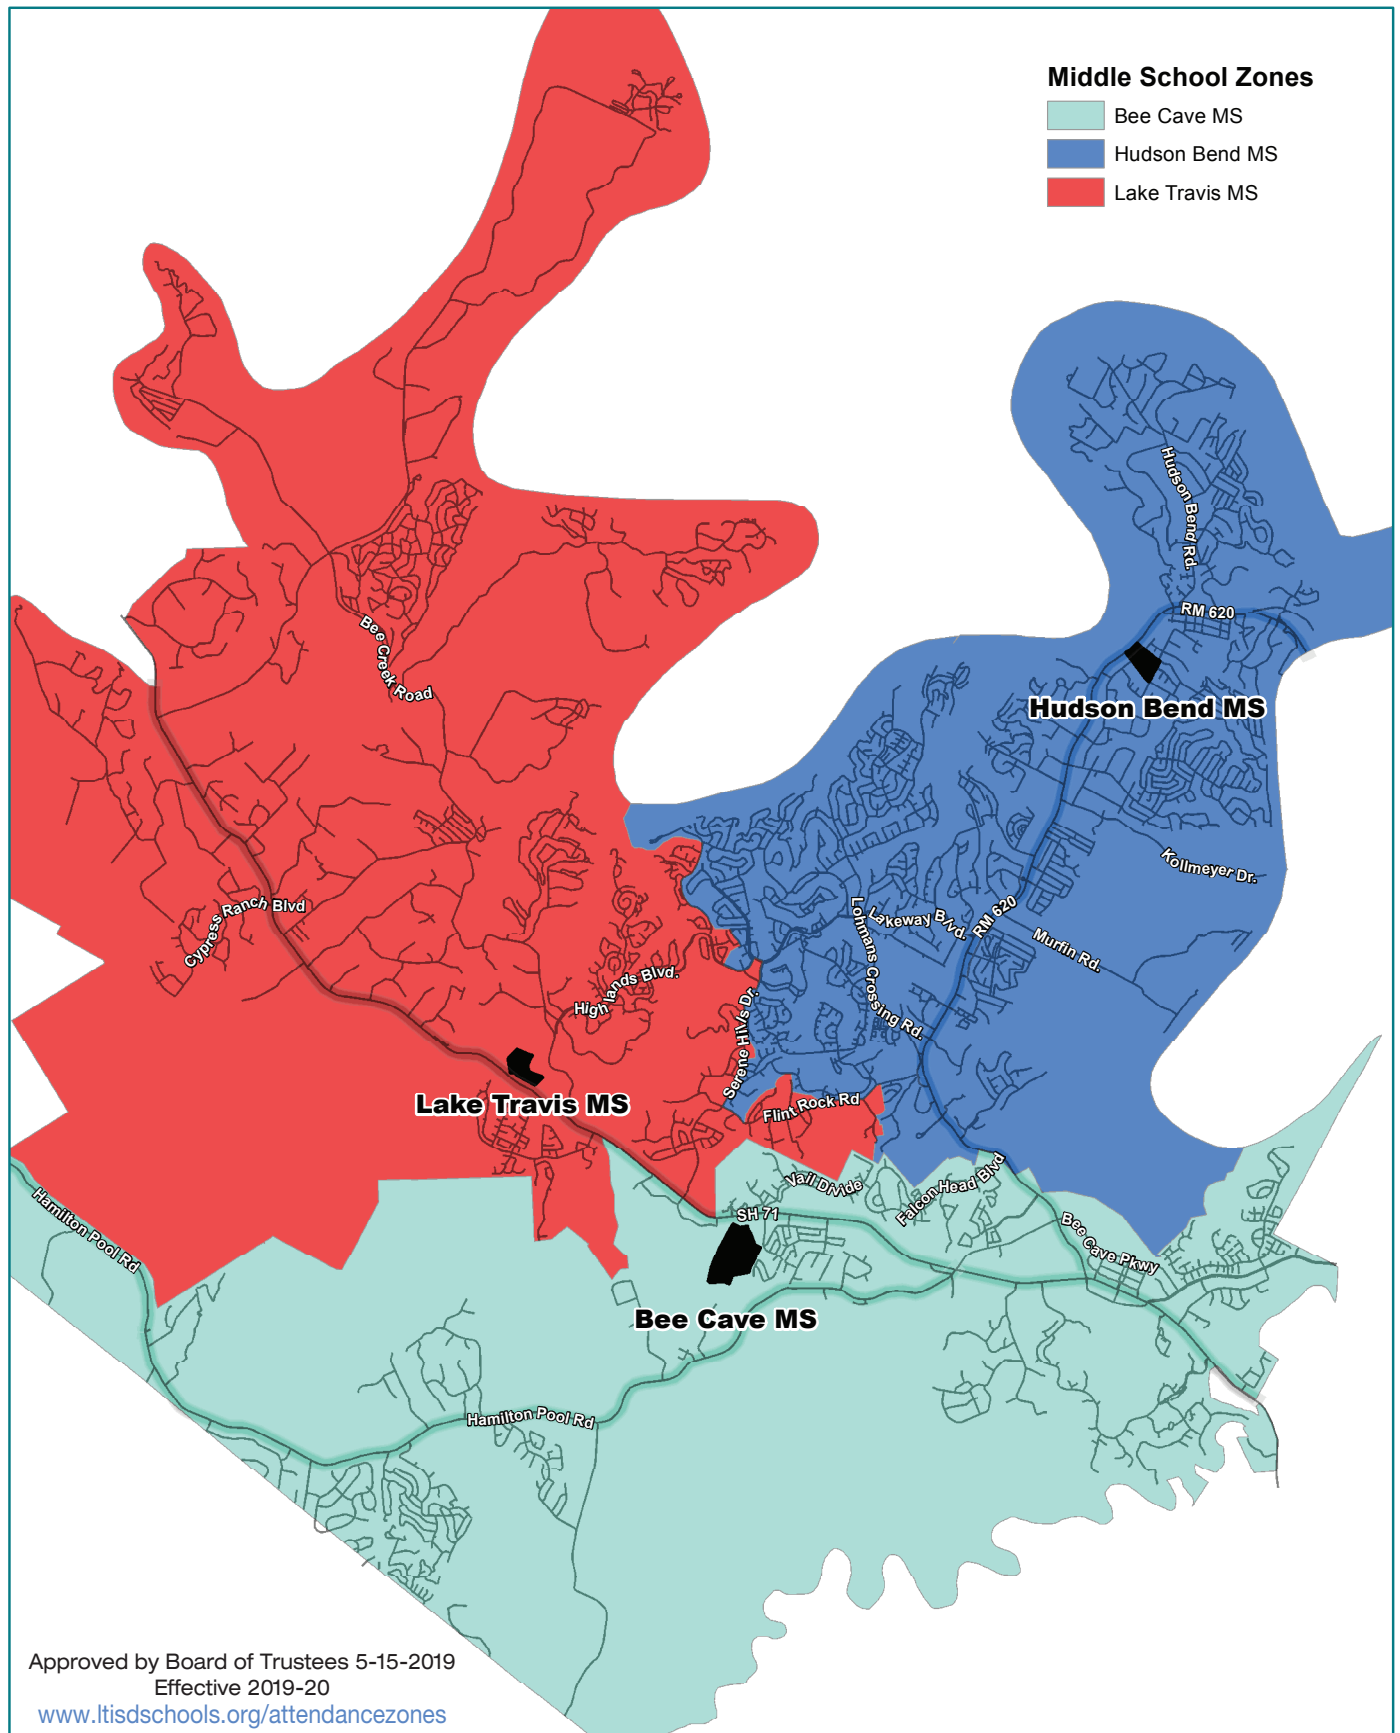 Middle School Zones
Bee Cave MS
Hudson Bend MS
Lake Travis MS
Hudson Bend Rd.
RM 620
Bee Creek Road
Hudson Bend MS
Kollmeyer Dr.
Cypress Ranch Blvd
Lohmans Crossing Rd.
Lakeway Blvd.
RM 620
Murfin Rd.
Highlands Blvd.
Serene Hills Dr.
Lake Travis MS
Flint Rock Rd
Vail Divide
Falcon Head Blvd
Hamilton Pool Rd
SH 71
Bee Cave Pkwy
Bee Cave MS
Hamilton Pool Rd
Approved by Board of Trustees 5-15-2019
Effective 2019-20
www.ltisdschools.org/attendancezones